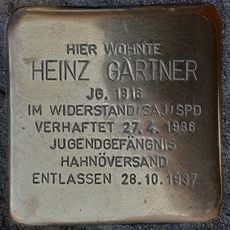 HIER WOHNTE
HEINZ GÄRTNER
JG. 1916
IM WIDERSTAND/SAJ/SPD
VERHAFTET 27.4.1936
JUGENDGEFÄNGNIS
HAHNÖVERSAND
ENTLASSEN 28.10.1937